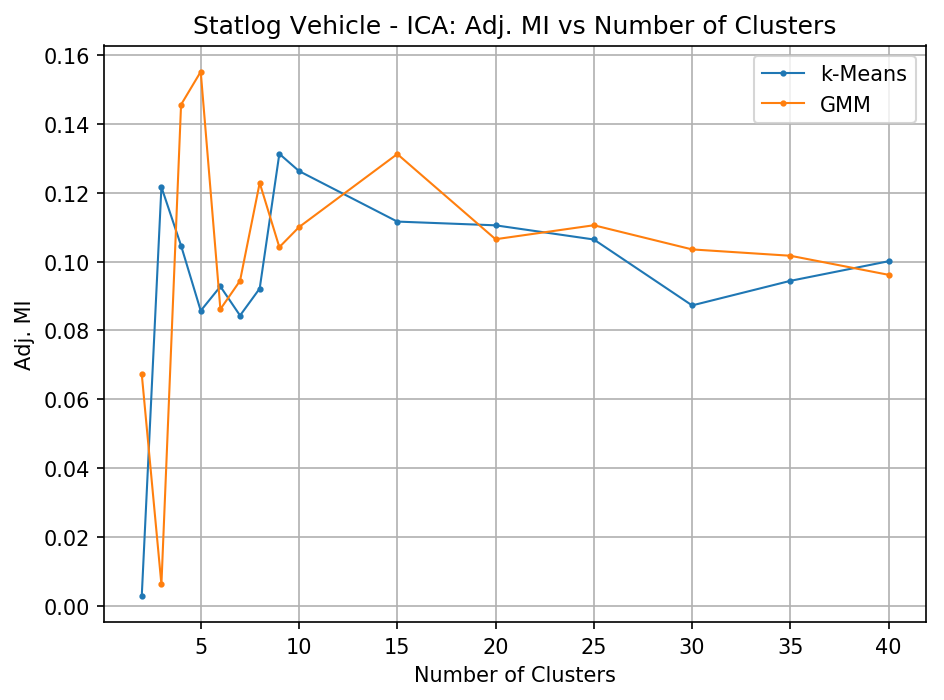 Statlog Vehicle - ICA: Adj. MI vs Number of Clusters
k-Means
GMM
Adj. MI
0.16
0.14
0.12
0.10
0.08
0.06
0.04
0.02
0.00
5 10 15 20 25 30 35 40
Number of Clusters